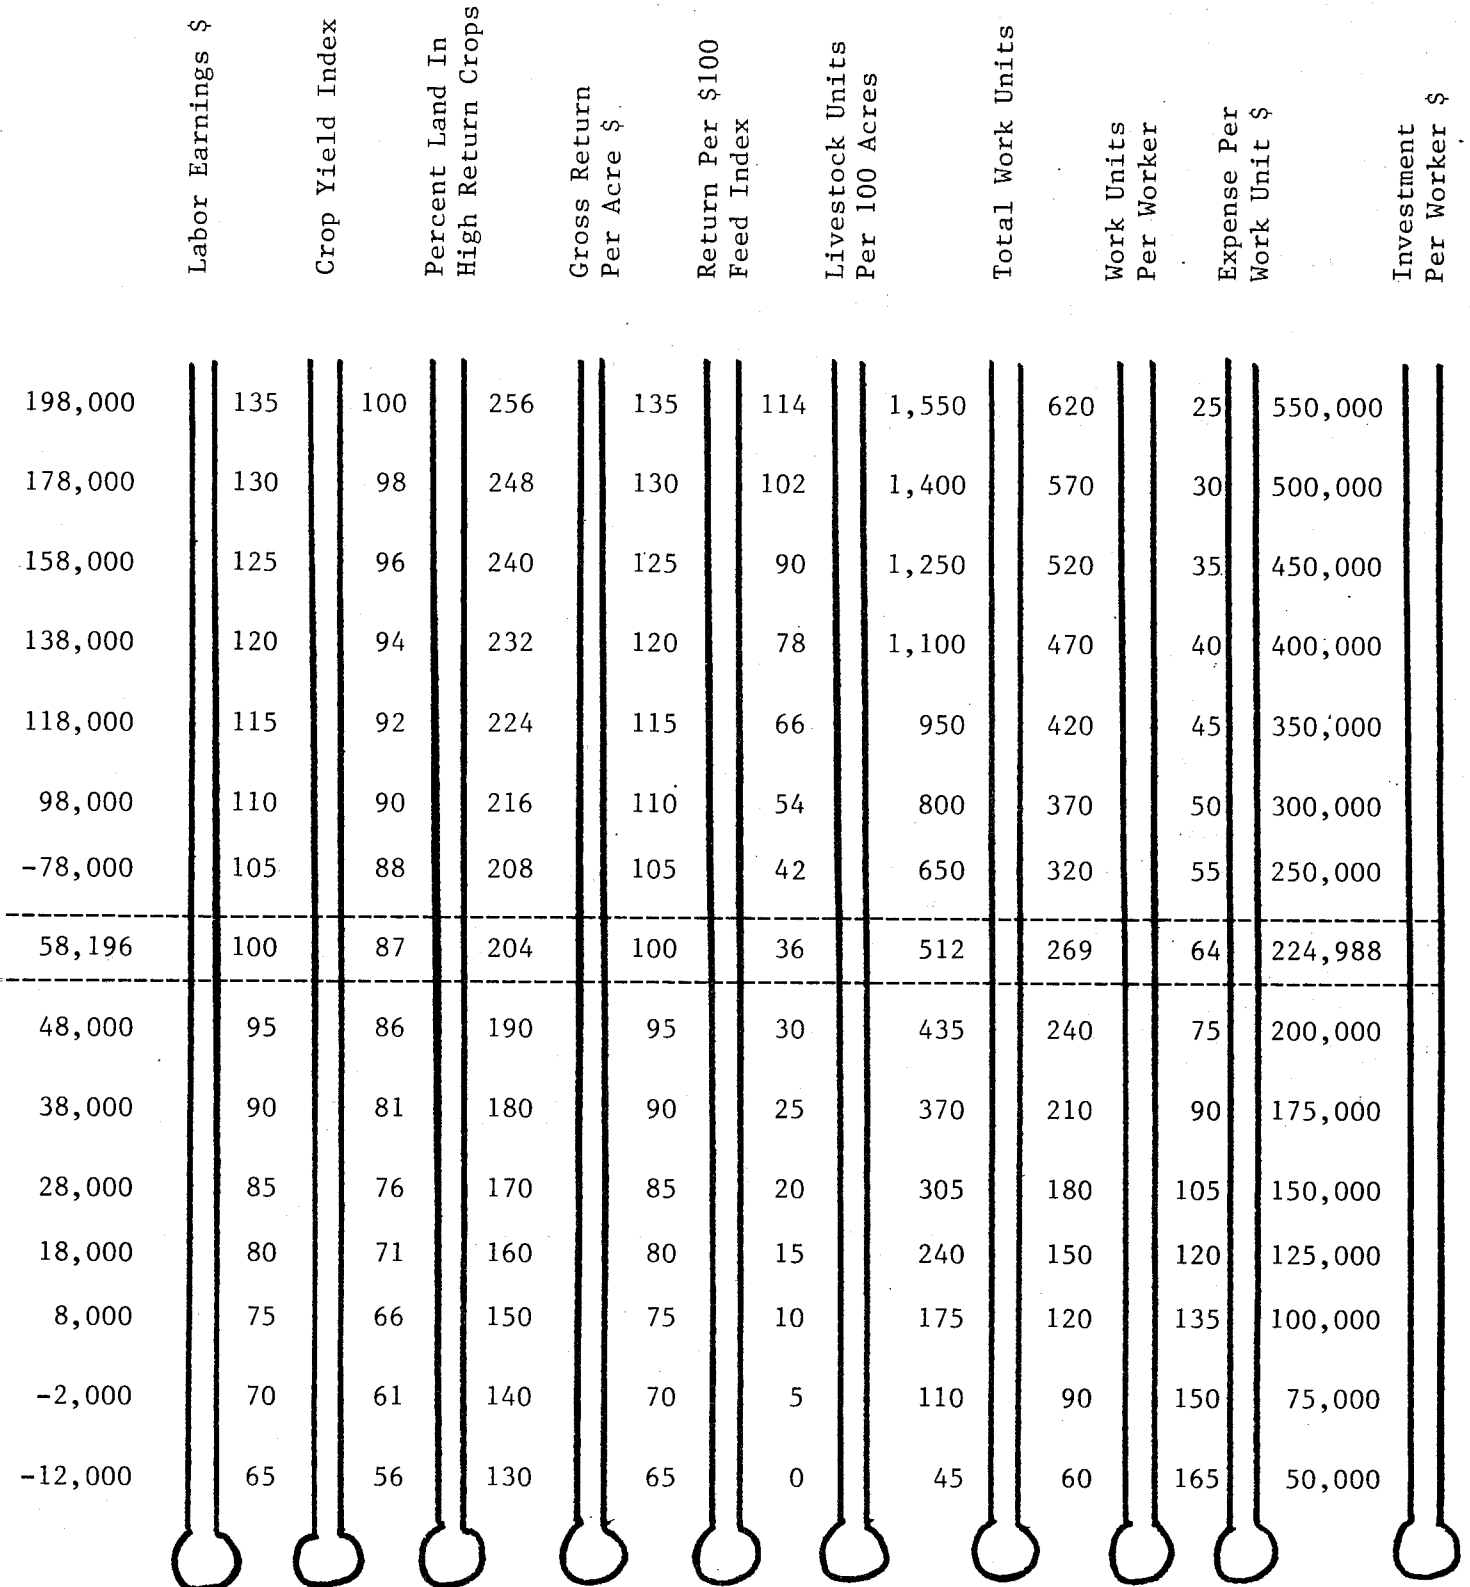 Labor Earnings $
Crop Yield Index
Percent Land In
High Return Crops
Gross Return
Per Acre $
Return Per $100
Feed Index
Livestock Units
Per 100 Acres
Total Work Units
Work Units
Per Worker
Expense Per
Work Unit $
Investment
Per Worker $
198,000 135 100 256 135 114 1,550 620 25 550,000
178,000 130 98 248 130 102 1,400 570 30 500,000
158,000 125 96 240 125 90 1,250 520 35 450,000
138,000 120 94 232 120 78 1,100 470 40 400,000
118,000 115 92 224 115 66 950 420 45 350,000
98,000 110 90 216 110 54 800 370 50 300,000
-78,000 105 88 208 105 42 650 320 55 250,000
58,196 100 87 204 100 36 512 269 64 224,988
48,000 95 86 190 95 30 435 240 75 200,000
38,000 90 81 180 90 25 370 210 90 175,000
28,000 85 76 170 85 20 305 180 105 150,000
18,000 80 71 160 80 15 240 150 120 125,000
8,000 75 66 150 75 10 175 120 135 100,000
-2,000 70 61 140 70 5 110 90 150 75,000
-12,000 65 56 130 65 0 45 60 165 50,000